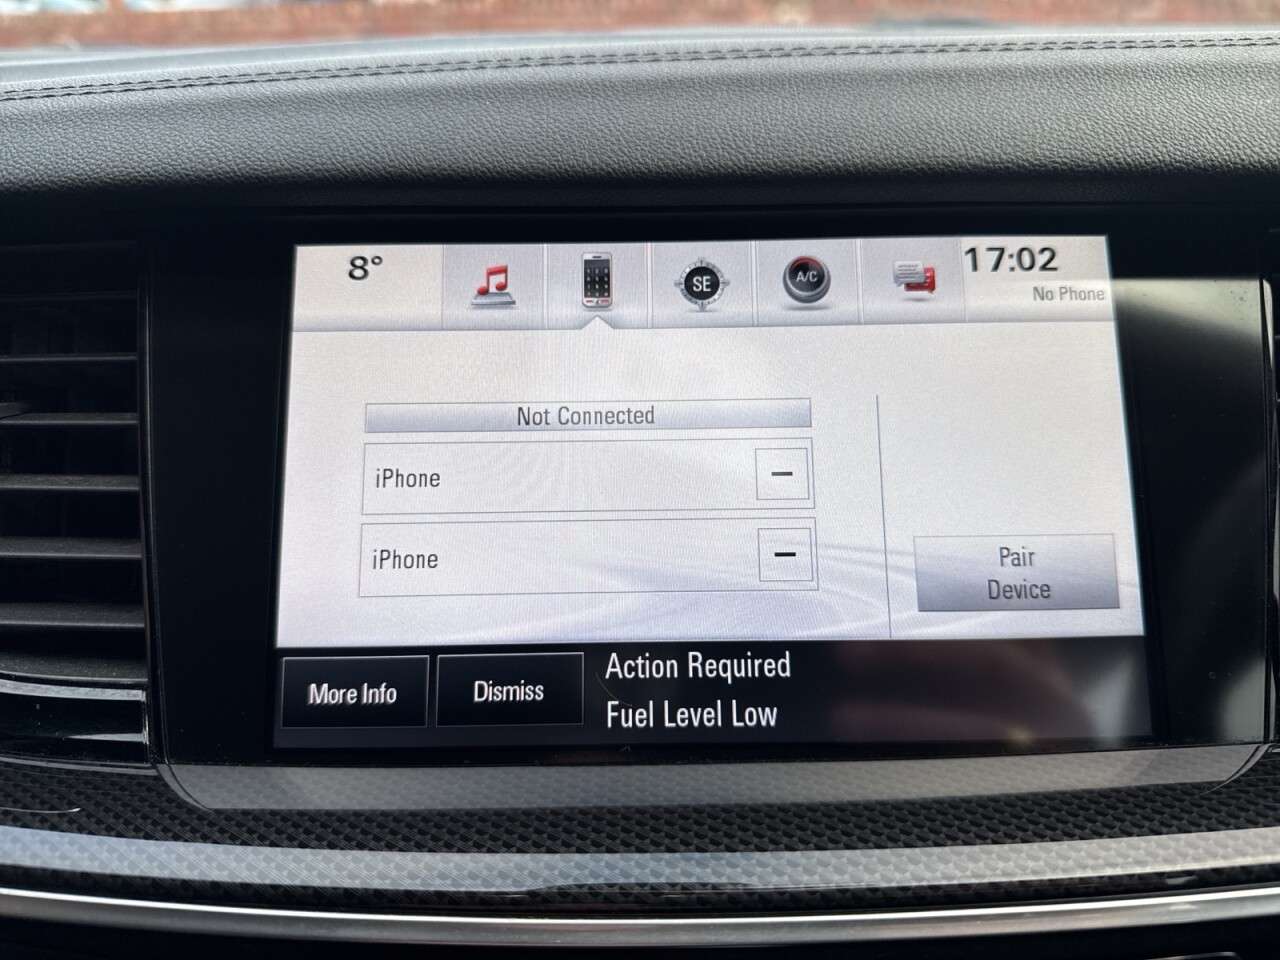 8°
SE
A/C
17:02
No Phone
Not Connected
iPhone
iPhone
Pair
Device
More Info
Dismiss
Action Required
Fuel Level Low